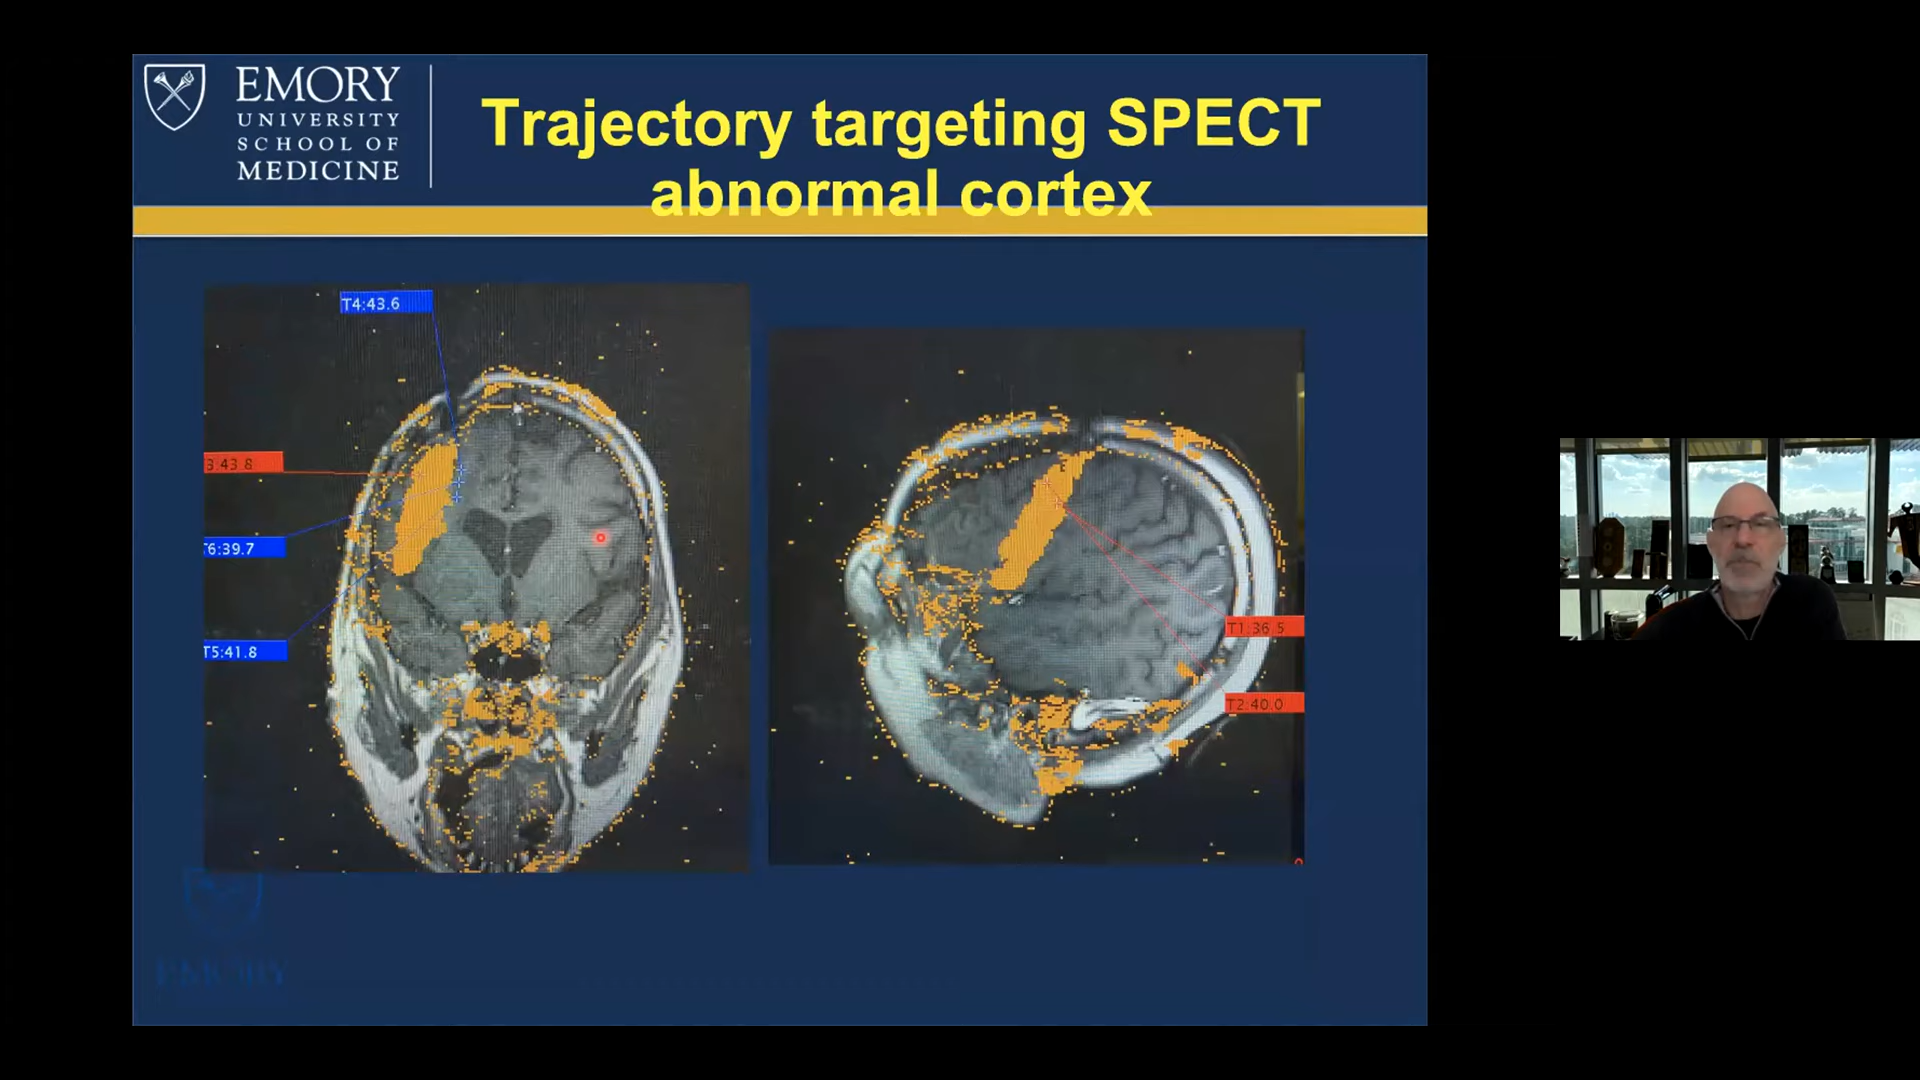 EMORY
UNIVERSITY
SCHOOL OF
MEDICINE
Trajectory targeting SPECT
abnormal cortex
T4:43.6
3:43.8
6:39.7
T5:41.8
T1:36.5
T2:40.0
EMORY